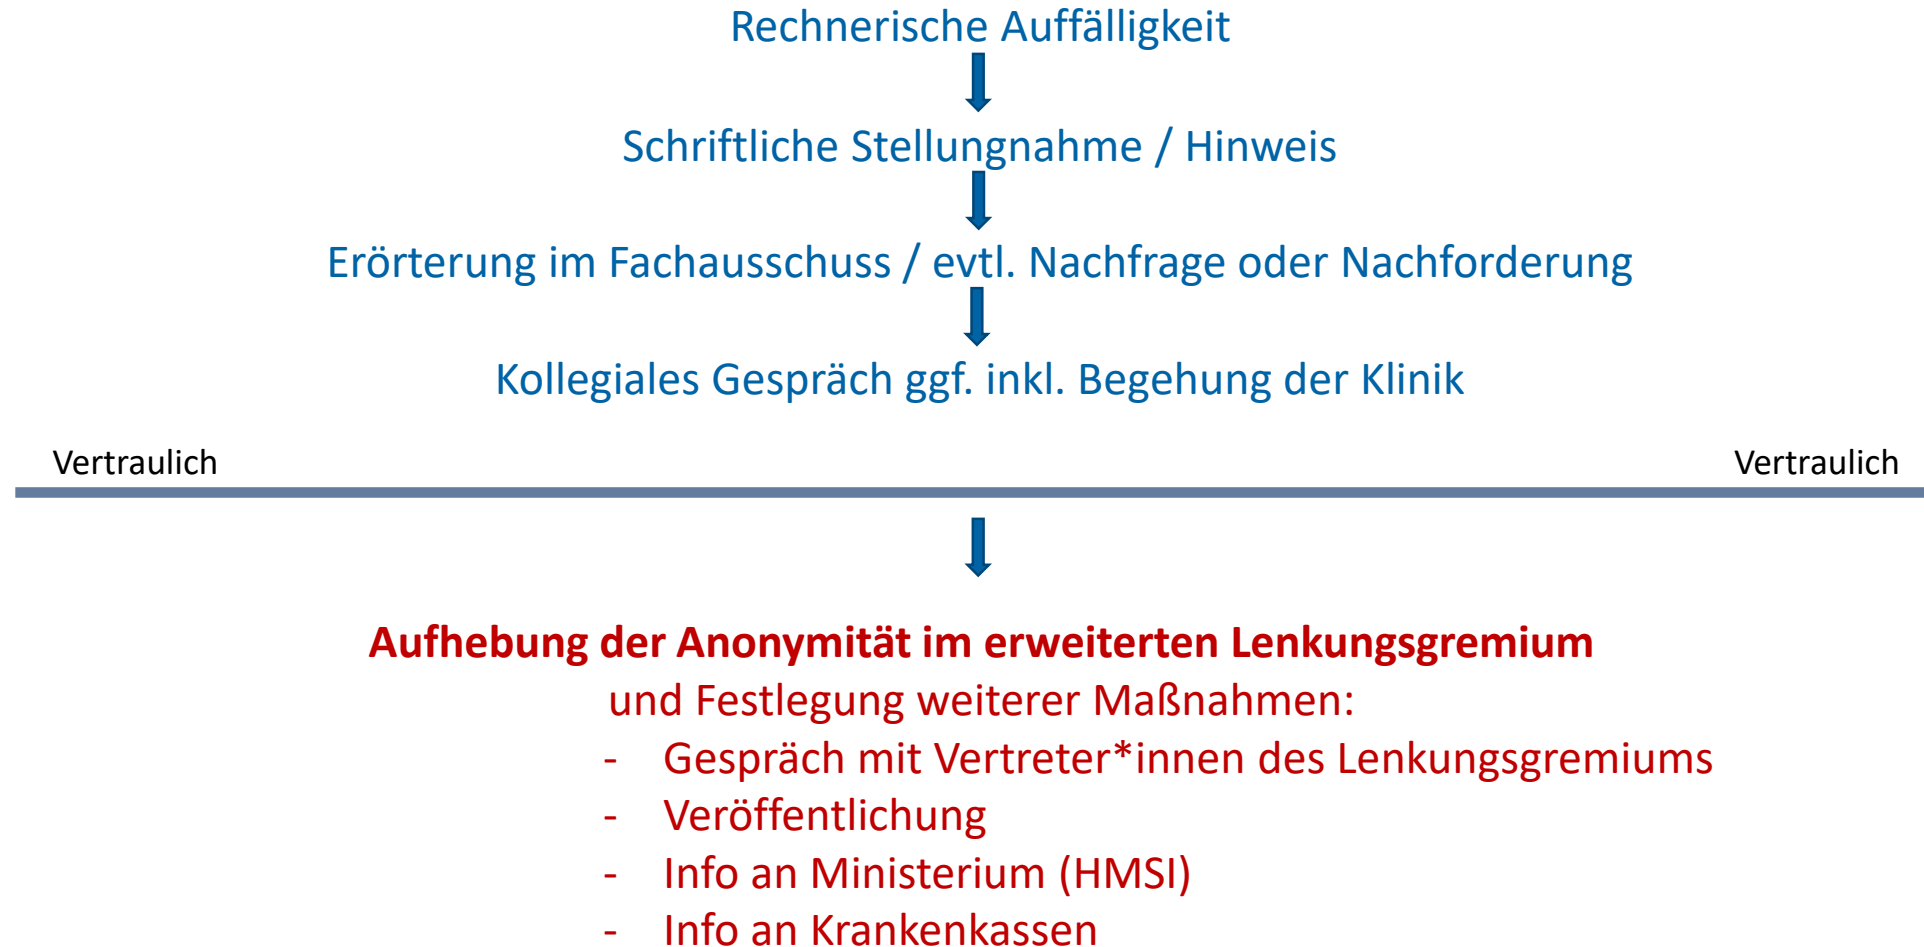 Rechnerische Auffälligkeit
Schriftliche Stellungnahme / Hinweis
Erörterung im Fachausschuss / evtl. Nachfrage oder Nachforderung
Kollegiales Gespräch ggf. inkl. Begehung der Klinik
Vertraulich
Vertraulich
Aufhebung der Anonymität im erweiterten Lenkungsgremium
und Festlegung weiterer Maßnahmen:
- Gespräch mit Vertreter*innen des Lenkungsgremiums
- Veröffentlichung
- Info an Ministerium (HMSI)
- Info an Krankenkassen